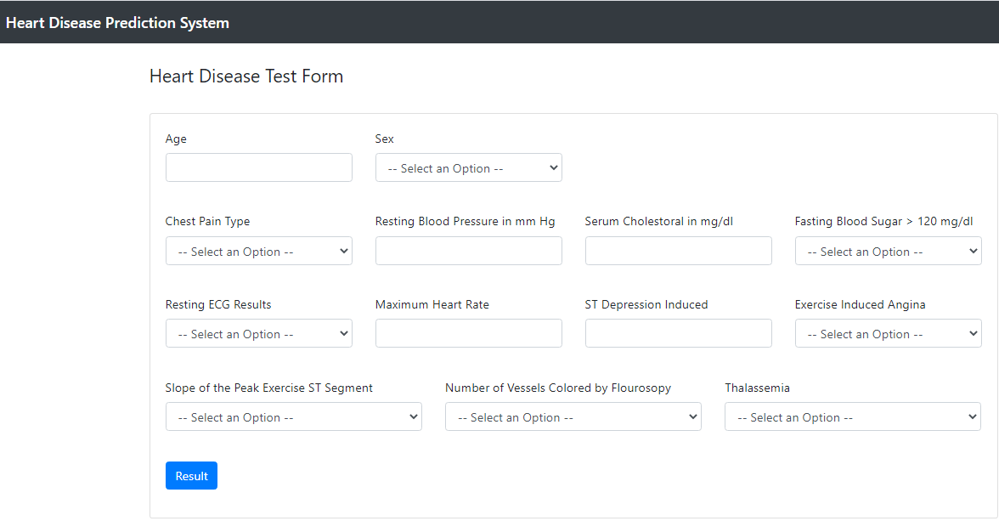 Heart Disease Prediction System
Heart Disease Test Form
Age Sex
-- Select an Option --
Chest Pain Type Resting Blood Pressure in mm Hg Serum Cholestoral in mg/dl Fasting Blood Sugar > 120 mg/dl
-- Select an Option -- -- Select an Option --
Resting ECG Results Maximum Heart Rate ST Depression Induced Exercise Induced Angina
-- Select an Option -- -- Select an Option --
Slope of the Peak Exercise ST Segment Number of Vessels Colored by Flourosopy Thalassemia
-- Select an Option -- -- Select an Option -- -- Select an Option --
Result